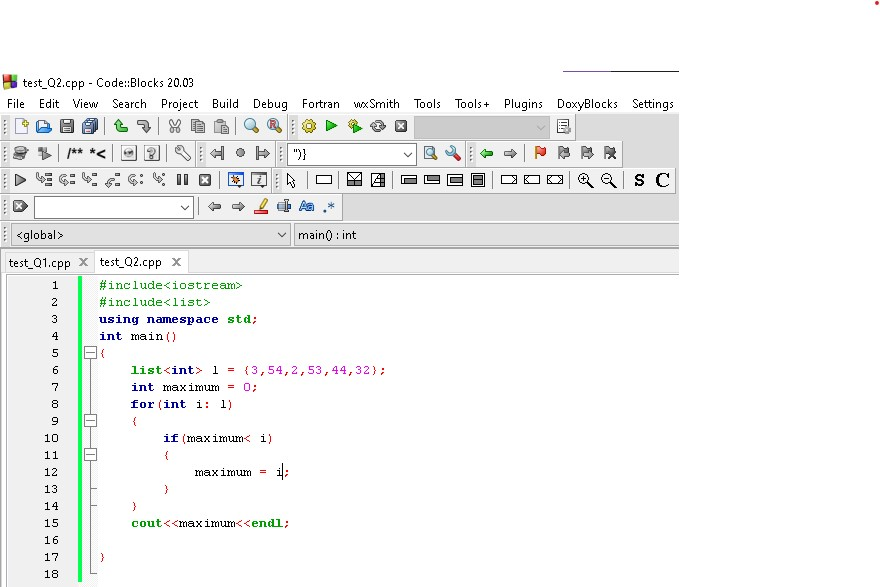 test_Q2.cpp - Code::Blocks 20.03
File Edit View Search Project Build Debug Fortran wxSmith Tools Tools+ Plugins DoxyBlocks Settings
/** *< ? ")}
S C
Aa .*
<global> main() : int
test_Q1.cpp test_Q2.cpp
1 #include<iostream>
2 #include<list>
3 using namespace std;
4 int main()
5 {
6 list<int> l = {3,54,2,53,44,32};
7 int maximum = 0;
8 for(int i: l)
9 {
10 if(maximum< i)
11 {
12 maximum = i;
13 }
14 }
15 cout<<maximum<<endl;
16
17 }
18